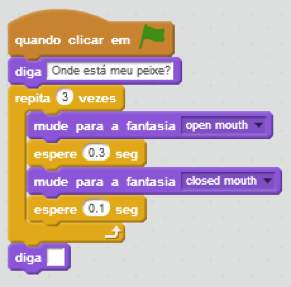 quando clicar em
diga Onde está meu peixe?
repita 3 vezes
mude para a fantasia open mouth
espere 0.3 seg
mude para a fantasia closed mouth
espere 0.1 seg
diga